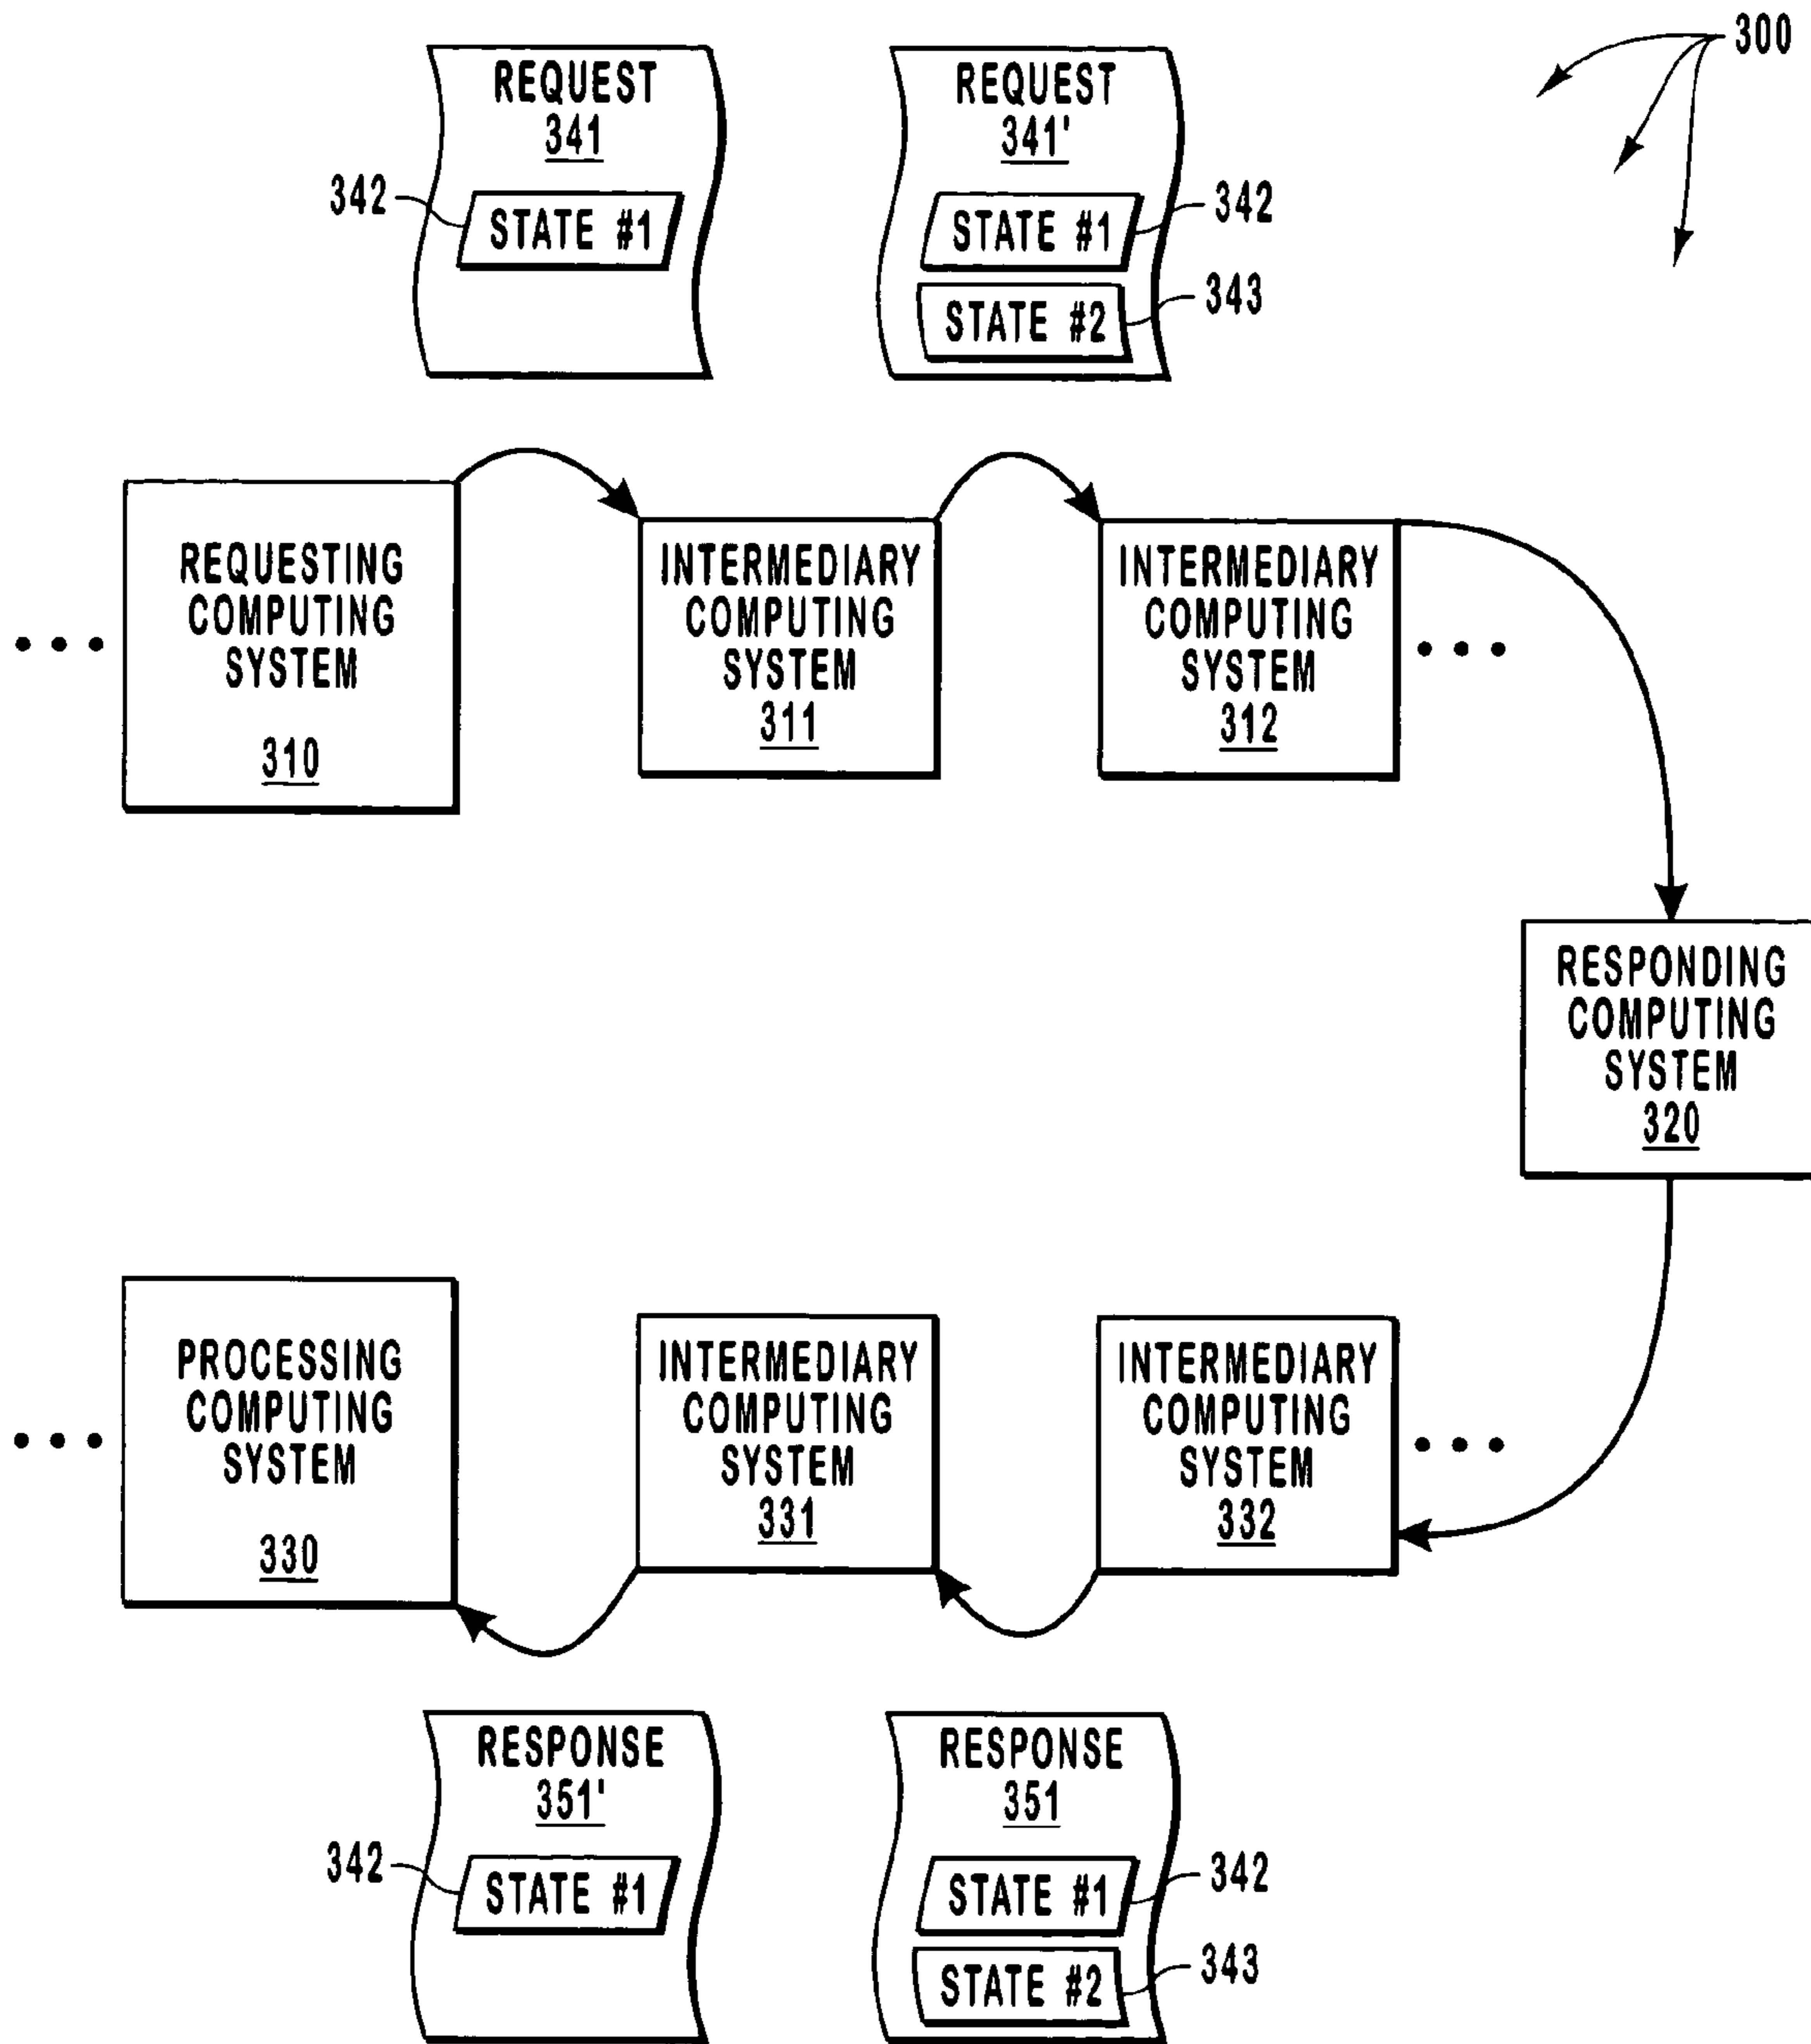 300
REQUEST
341
342
STATE #1
REQUEST
341'
STATE #1
342
STATE #2
343
REQUESTING
COMPUTING
SYSTEM
310
INTERMEDIARY
COMPUTING
SYSTEM
311
INTERMEDIARY
COMPUTING
SYSTEM
312
RESPONDING
COMPUTING
SYSTEM
320
PROCESSING
COMPUTING
SYSTEM
330
INTERMEDIARY
COMPUTING
SYSTEM
331
INTERMEDIARY
COMPUTING
SYSTEM
332
RESPONSE
351'
342
STATE #1
RESPONSE
351
STATE #1
342
STATE #2
343